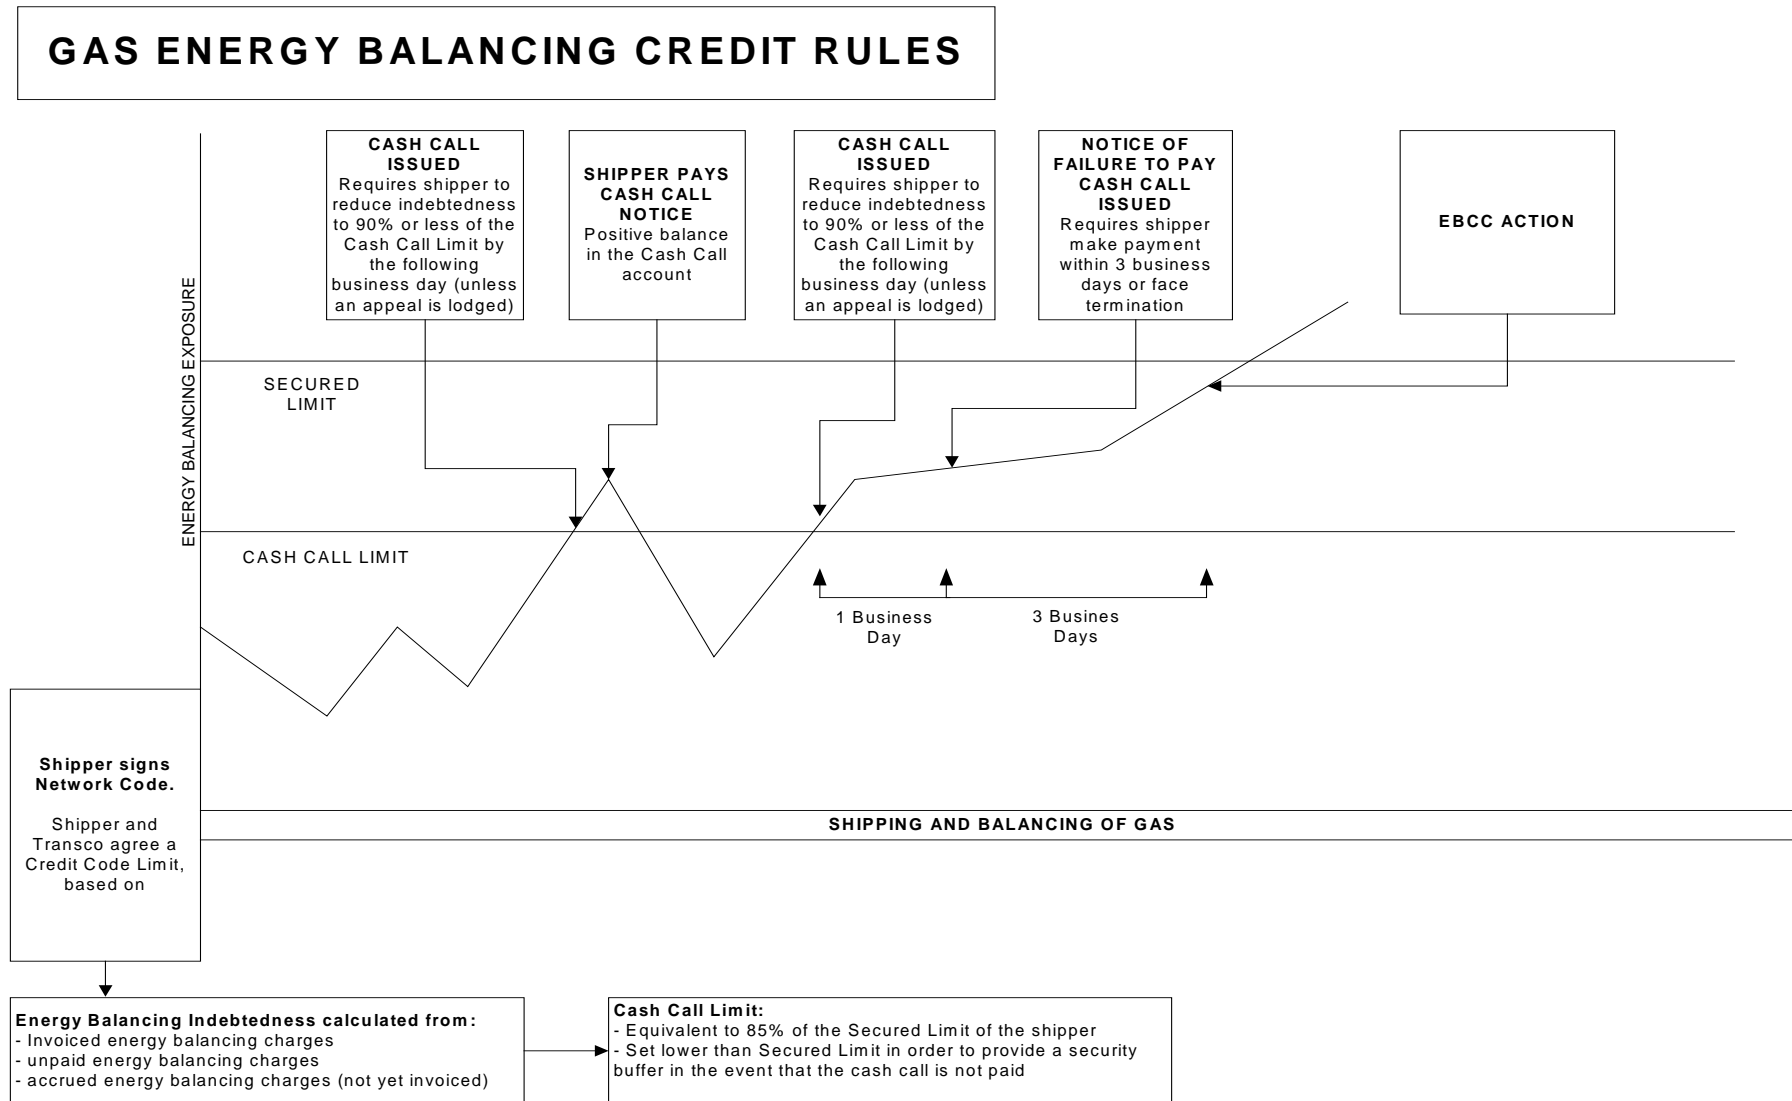 GAS ENERGY BALANCING CREDIT RULES
CASH CALL
ISSUED
Requires shipper to
reduce indebtedness
to 90% or less of the
Cash Call Limit by
the following
business day (unless
an appeal is lodged)
SHIPPER PAYS
CASH CALL
NOTICE
Positive balance
in the Cash Call
account
CASH CALL
ISSUED
Requires shipper to
reduce indebtedness
to 90% or less of the
Cash Call Limit by
the following
business day (unless
an appeal is lodged)
NOTICE OF
FAILURE TO PAY
CASH CALL
ISSUED
Requires shipper
make payment
within 3 business
days or face
termination
EBCC ACTION
ENERGY BALANCING EXPOSURE
SECURED
LIMIT
CASH CALL LIMIT
1 Business
Day
3 Busines
Days
Shipper signs
Network Code.
Shipper and
Transco agree a
Credit Code Limit,
based on
SHIPPING AND BALANCING OF GAS
Energy Balancing Indebtedness calculated from:
- Invoiced energy balancing charges
- unpaid energy balancing charges
- accrued energy balancing charges (not yet invoiced)
Cash Call Limit:
- Equivalent to 85% of the Secured Limit of the shipper
- Set lower than Secured Limit in order to provide a security
buffer in the event that the cash call is not paid